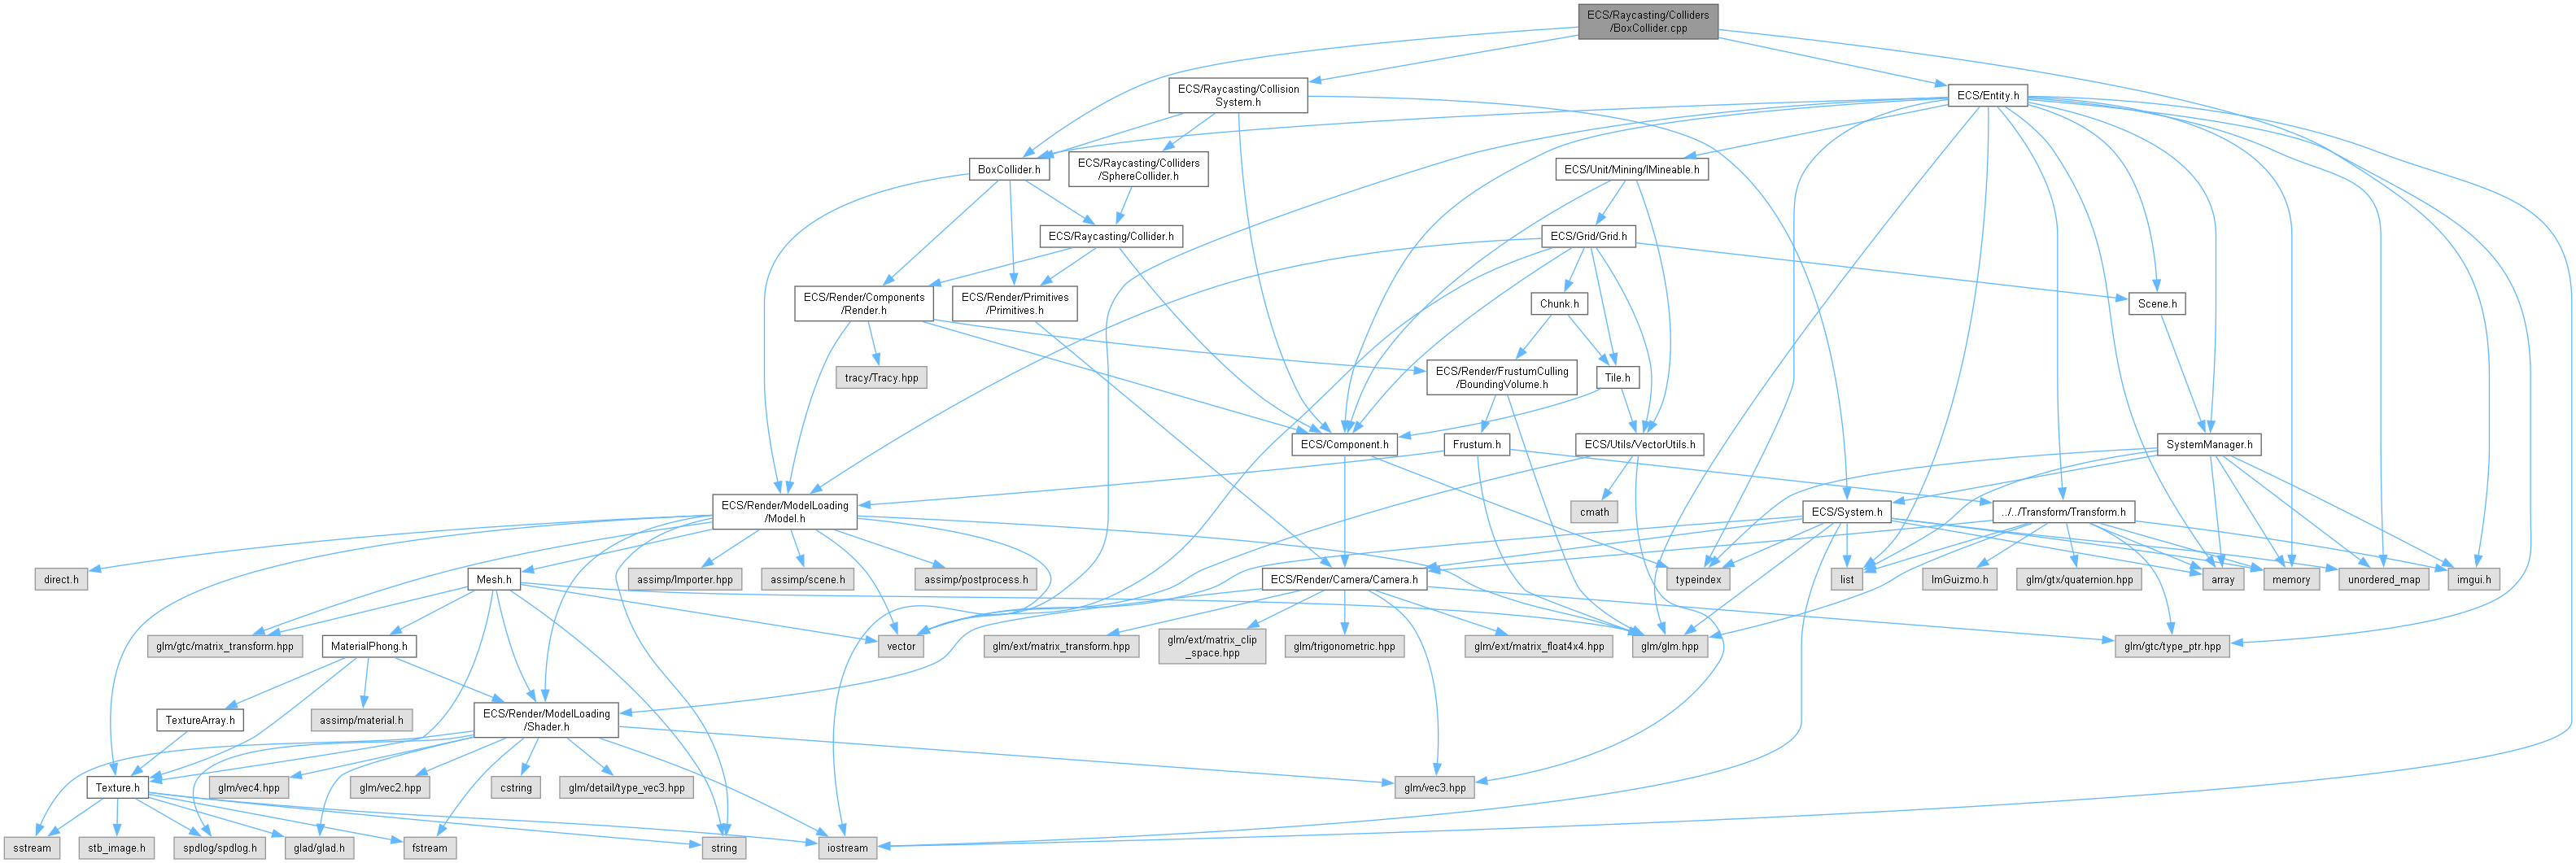 ECS/Raycasting/Colliders
/BoxCollider.cpp
ECS/Raycasting/Collision
System.h
ECS/Entity.h
BoxCollider.h
ECS/Raycasting/Colliders
/SphereCollider.h
ECS/Unit/Mining/IMineable.h
ECS/Raycasting/Collider.h
ECS/Grid/Grid.h
ECS/Render/Components
/Render.h
ECS/Render/Primitives
/Primitives.h
Chunk.h
Scene.h
tracy/Tracy.hpp
ECS/Render/FrustumCulling
/BoundingVolume.h
Tile.h
ECS/Component.h
Frustum.h
ECS/Utils/VectorUtils.h
SystemManager.h
ECS/Render/ModelLoading
/Model.h
cmath
ECS/System.h
../../Transform/Transform.h
direct.h
Mesh.h
assimp/Importer.hpp
assimp/scene.h
assimp/postprocess.h
ECS/Render/Camera/Camera.h
typeindex
list
ImGuizmo.h
glm/gtx/quaternion.hpp
array
memory
unordered_map
imgui.h
glm/gtc/matrix_transform.hpp
MaterialPhong.h
vector
glm/ext/matrix_transform.hpp
glm/ext/matrix_clip
_space.hpp
glm/trigonometric.hpp
glm/ext/matrix_float4x4.hpp
glm/glm.hpp
glm/gtc/type_ptr.hpp
TextureArray.h
assimp/material.h
ECS/Render/ModelLoading
/Shader.h
Texture.h
glm/vec4.hpp
glm/vec2.hpp
cstring
glm/detail/type_vec3.hpp
glm/vec3.hpp
sstream
stb_image.h
spdlog/spdlog.h
glad/glad.h
fstream
string
iostream